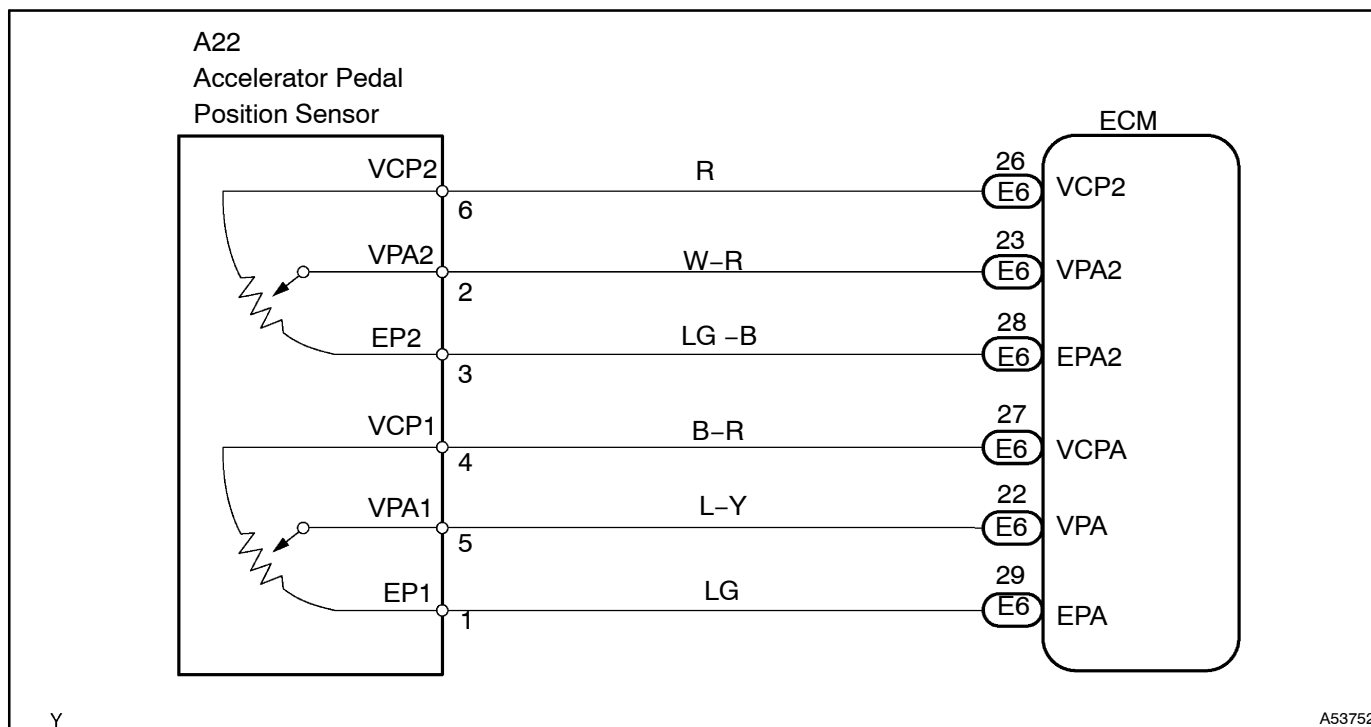 A22
Accelerator Pedal
Position Sensor
ECM
VCP2
6
R
26
E6
VCP2
VPA2
2
W–R
23
E6
VPA2
EP2
3
LG –B
28
E6
EPA2
VCP1
4
B–R
27
E6
VCPA
VPA1
5
L–Y
22
E6
VPA
EP1
1
LG
29
E6
EPA
Y
A53752